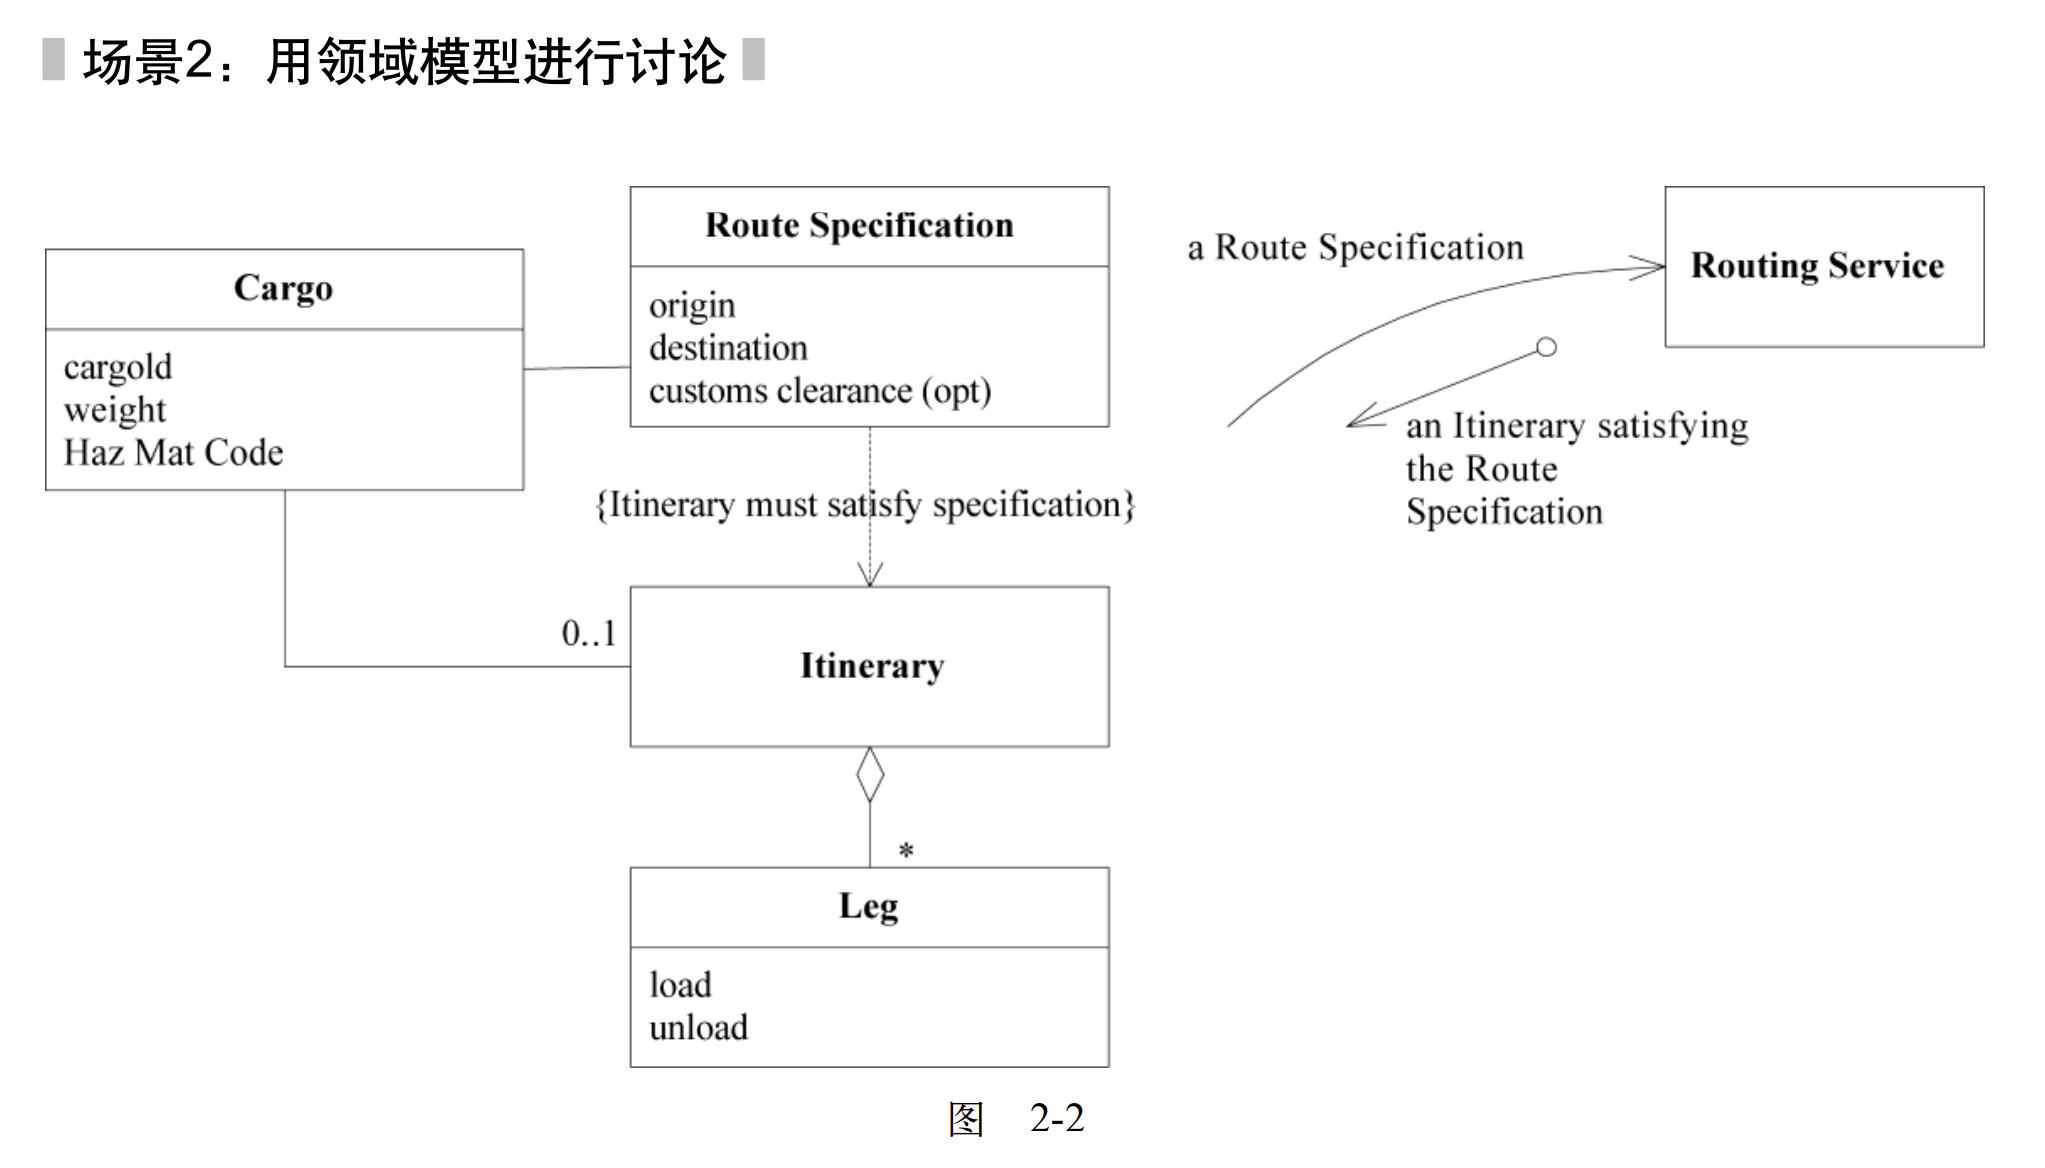 场景2：用领域模型进行讨论
Route Specification
origin
destination
customs clearance (opt)
Cargo
cargold
weight
Haz Mat Code
a Route Specification
Routing Service
an Itinerary satisfying
the Route
Specification
{Itinerary must satisfy specification}
0..1
Itinerary
*
Leg
load
unload
图 2-2